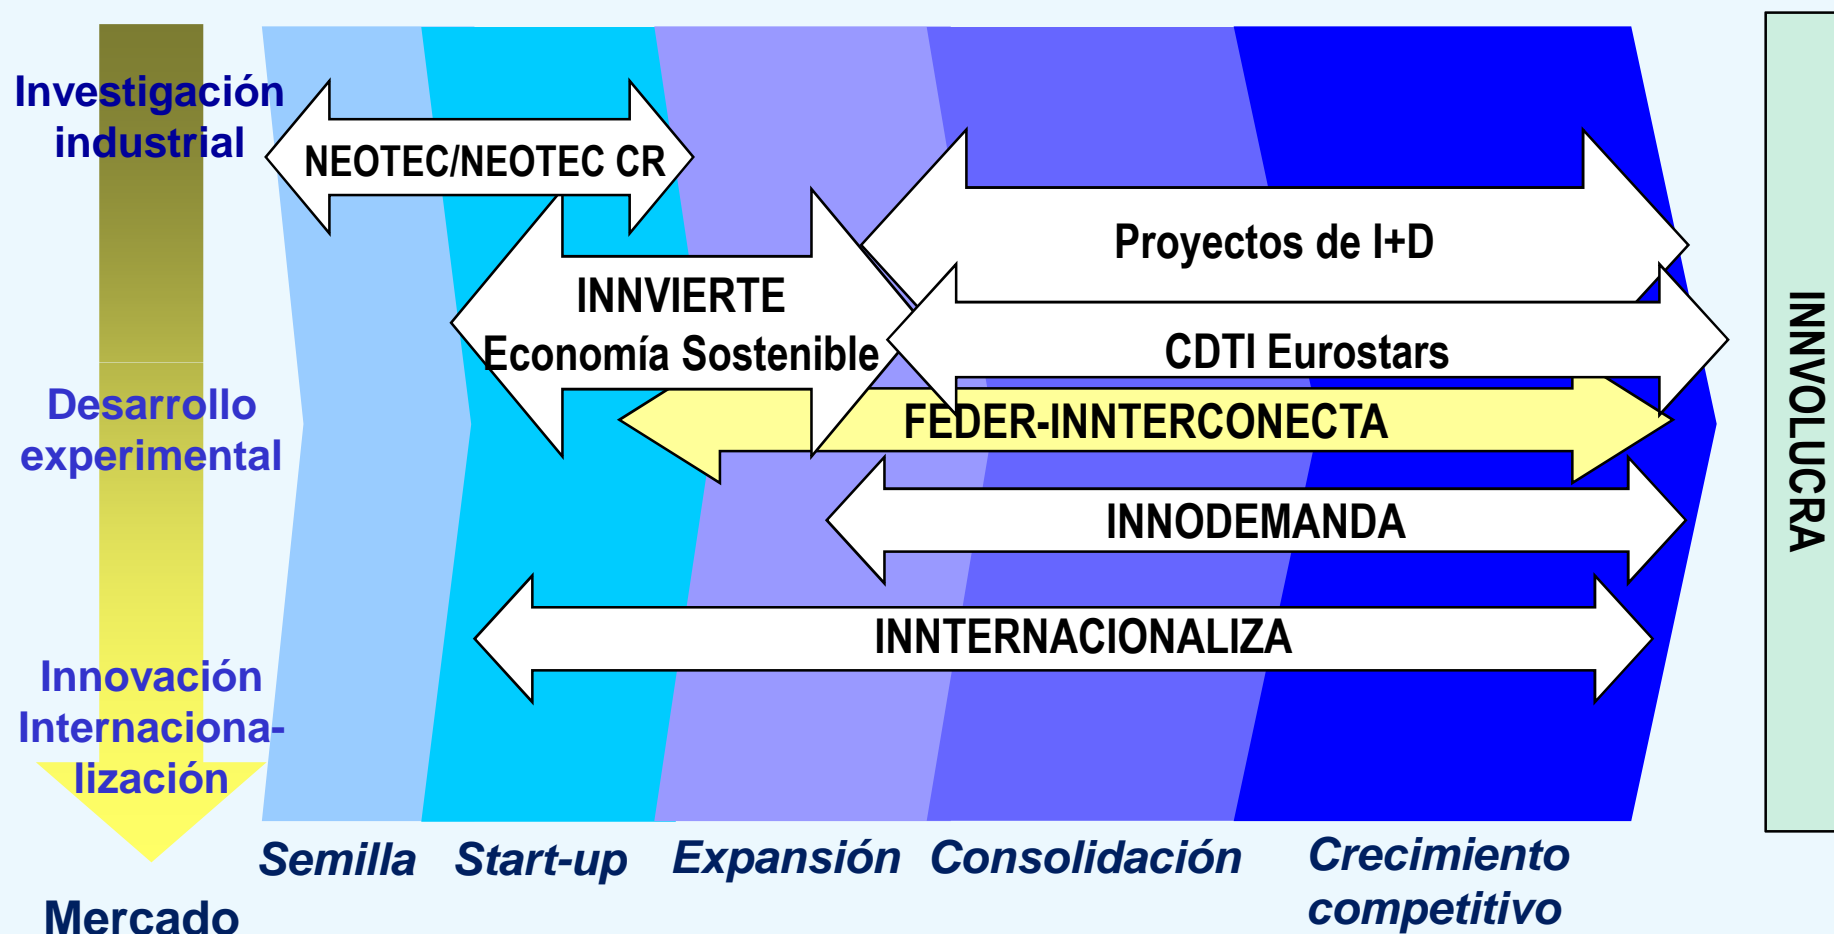 Investigación
industrial
NEOTEC/NEOTEC CR
Proyectos de I+D
INNVIERTE
Economía Sostenible
CDTI Eurostars
Desarrollo
experimental
FEDER-INNTERCONECTA
INNODEMANDA
INNTERNACIONALIZA
Innovación
Internaciona-
lización
INNVOLUCRA
Semilla
Start-up
Expansión
Consolidación
Crecimiento
competitivo
Mercado